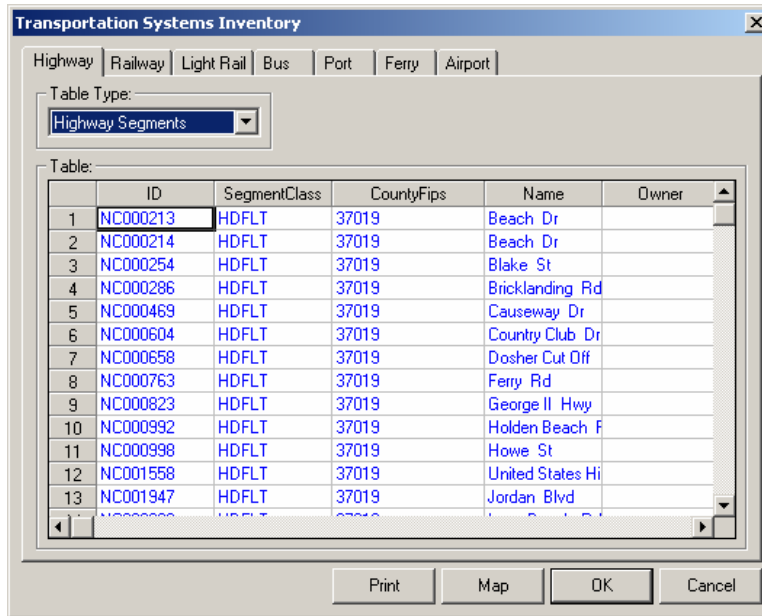 Transportation Systems Inventory
Highway Railway Light Rail Bus Port Ferry Airport
Table Type:
Highway Segments
Table:
ID SegmentClass CountyFips Name Owner
1 NC000213 HDFLT 37019 Beach Dr
2 NC000214 HDFLT 37019 Beach Dr
3 NC000254 HDFLT 37019 Blake St
4 NC000286 HDFLT 37019 Bricklanding Rd
5 NC000469 HDFLT 37019 Causeway Dr
6 NC000604 HDFLT 37019 Country Club Dr
7 NC000658 HDFLT 37019 Dosher Cut Off
8 NC000763 HDFLT 37019 Ferry Rd
9 NC000823 HDFLT 37019 George II Hwy
10 NC000992 HDFLT 37019 Holden Beach
11 NC000998 HDFLT 37019 Howe St
12 NC001558 HDFLT 37019 United States Hi
13 NC001947 HDFLT 37019 Jordan Blvd
Print Map OK Cancel